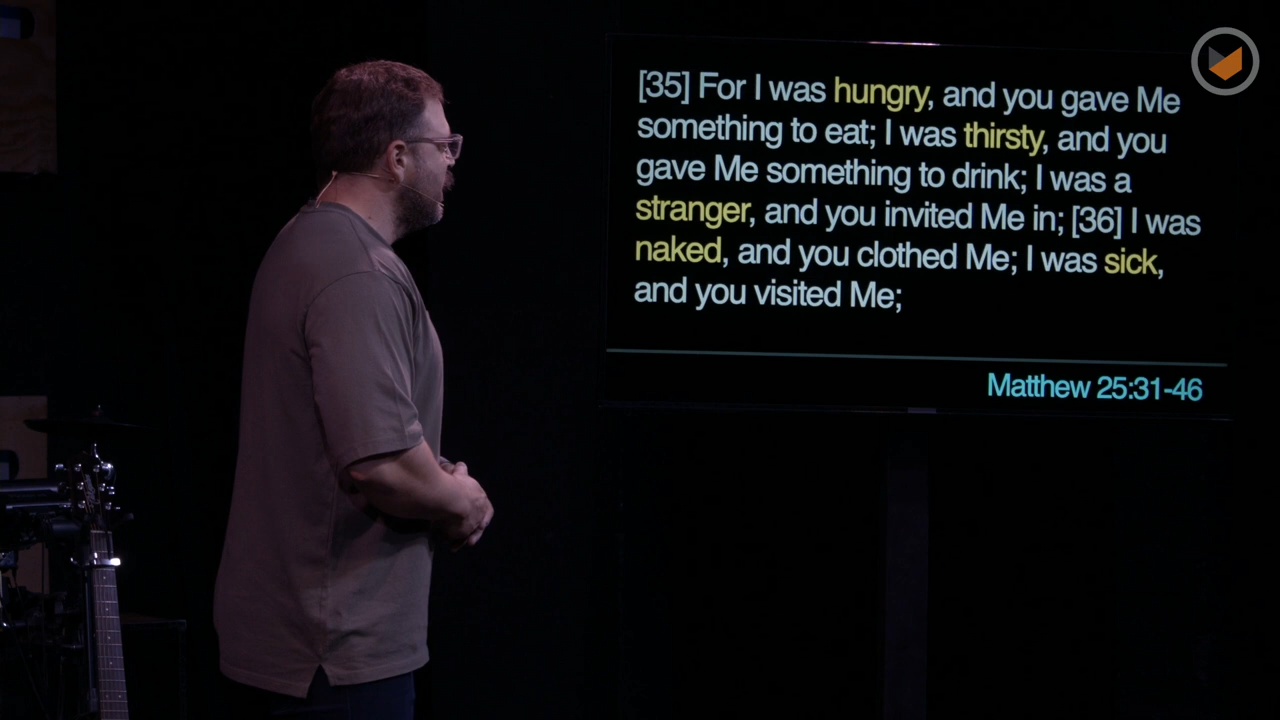 [35] For I was hungry, and you gave Me
something to eat; I was thirsty, and you
gave Me something to drink; I was a
stranger, and you invited Me in; [36] I was
naked, and you clothed Me; I was sick,
and you visited Me;
Matthew 25:31-46